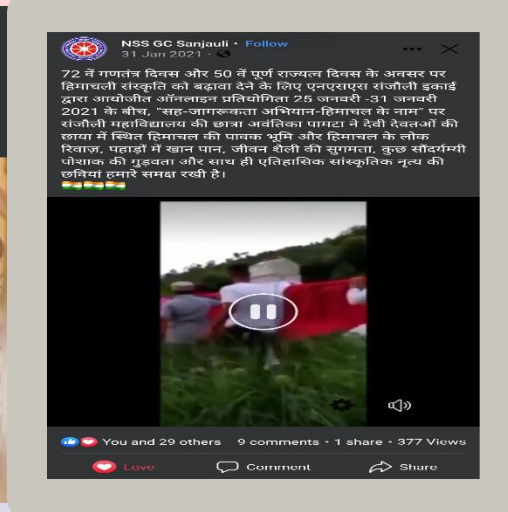 NSS GC Sanjauli • Follow
31 Jan 2021 •
72 वें गणतंत्र दिवस और 50 वें पूर्ण राज्यत्व दिवस के अवसर पर
हिमाचली संस्कृति को बढ़ावा देने के लिए एनएसएस संजौली इकाई
द्वारा आयोजीत ऑनलाइन प्रतियोगिता 25 जनवरी -31 जनवरी
2021 के बीच, "सह-जागरूकता अभियान-हिमाचल के नाम" पर
संजौली महाविद्यालय की छात्रा अवंतिका पामटा ने देवी देवतओं की
छाया में स्थित हिमाचल की पावक भूमि और हिमाचल के लोक
रिवाज़, पहाड़ों में खान पान, जीवन शैली की सुगमता, कुछ सौंदर्यम्यी
पोशाक की गुड़वता और साथ ही एतिहासिक सांस्कृतिक नृत्य की
छवियां हमारे समक्ष रखी है।
You and 29 others 9 comments • 1 share • 377 Views
Love Comment Share